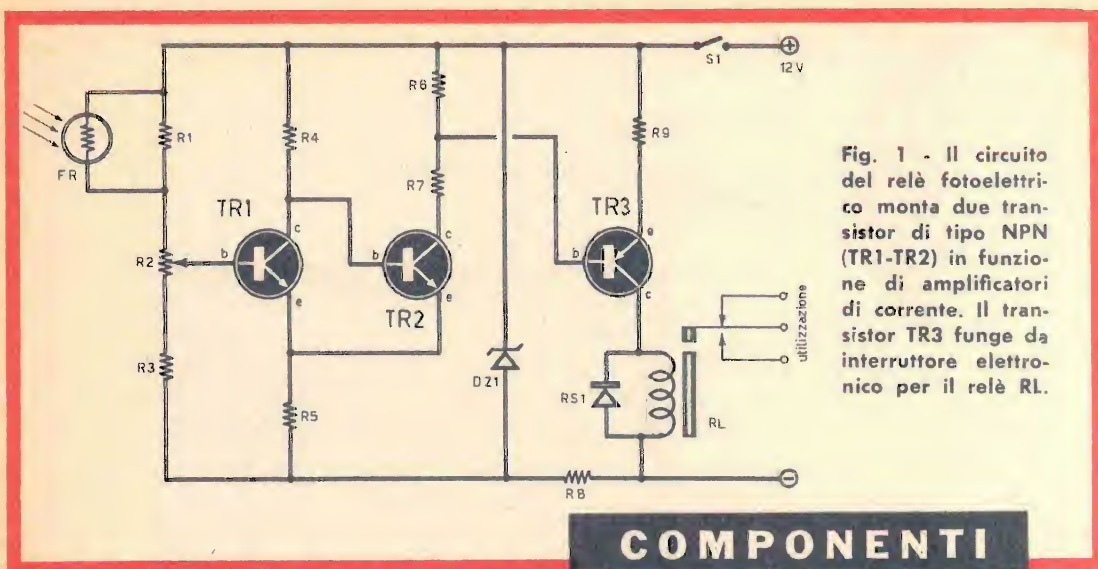 FR
R1
R2
R3
R4
TR1
b
c
e
R5
R6
R7
TR2
b
c
e
DZ1
R8
R9
TR3
b
e
c
RS1
RL
S1
12V
utilizzazione
Fig. 1 - Il circuito
del relè fotoelettri-
co monta due tran-
sistor di tipo NPN
(TR1-TR2) in funzio-
ne di amplificatori
di corrente. Il tran-
sistor TR3 funge da
interruttore elettro-
nico per il relè RL.
COMPONENTI